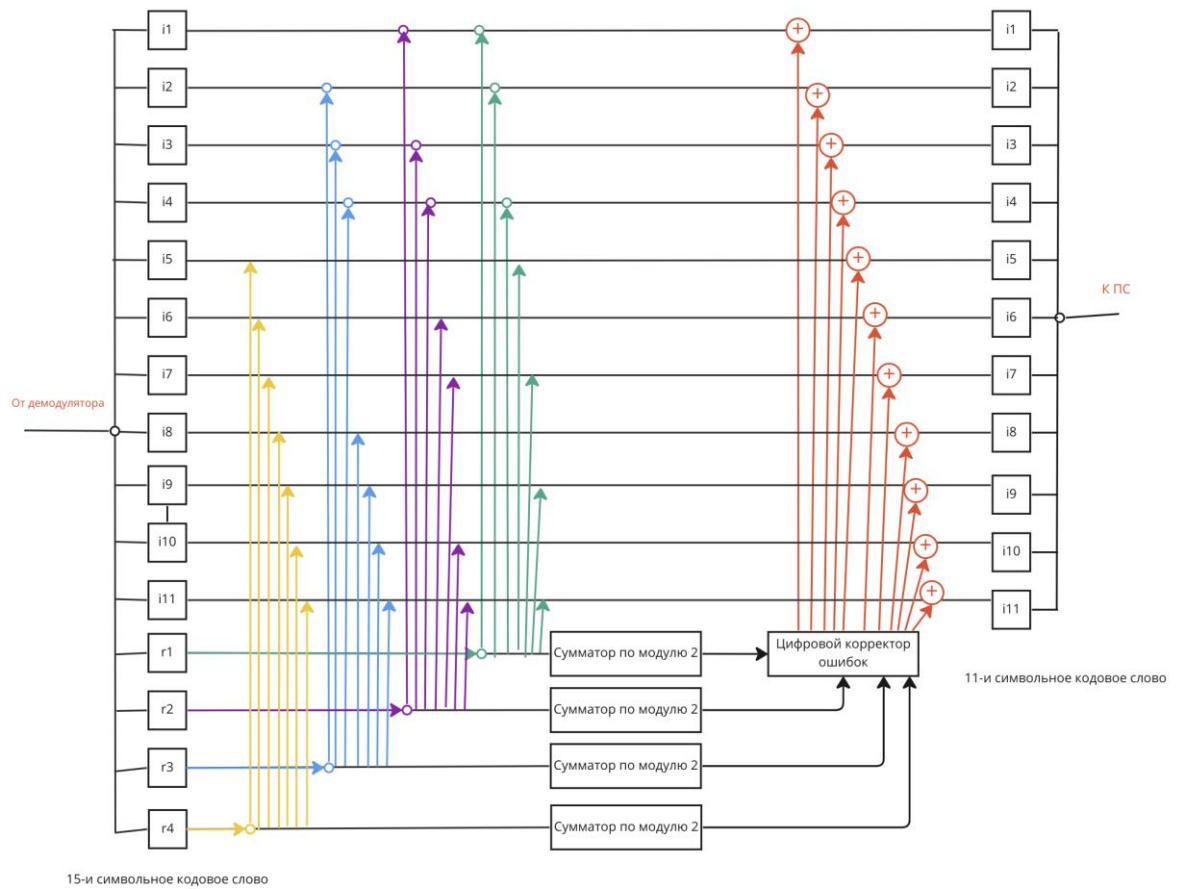 i1
i1
i2
i2
i3
i3
i4
i4
i5
i5
К ПС
i6
i6
i7
i7
От демодулятора
i8
i8
i9
i9
i10
i10
i11
i11
r1
Сумматор по модулю 2
Цифровой корректор
ошибок
11-и символьное кодовое слово
r2
Сумматор по модулю 2
r3
Сумматор по модулю 2
r4
Сумматор по модулю 2
15-и символьное кодовое слово